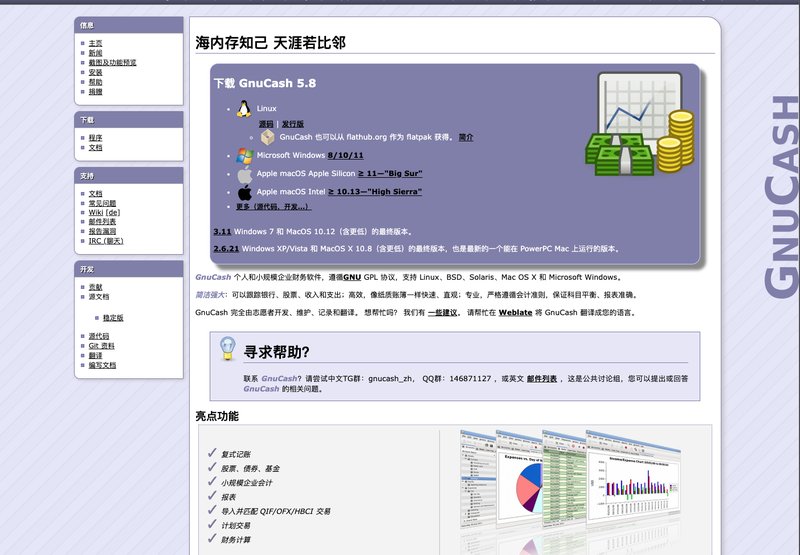 信息
主页
新闻
截图及功能预览
安装
帮助
捐赠
下载
程序
文档
支持
文档
常见问题
Wiki [de]
邮件列表
报告漏洞
IRC (聊天)
开发
贡献
源文档
稳定版
源代码
Git 资料
翻译
编写文档
海内存知己 天涯若比邻
下载 GnuCash 5.8
Linux
源码 | 发行版
GnuCash 也可以从 flathub.org 作为 flatpak 获得。 简介
Microsoft Windows 8/10/11
Apple macOS Apple Silicon ≥ 11—"Big Sur"
Apple macOS Intel ≥ 10.13—"High Sierra"
更多（源代码、开发...）
3.11 Windows 7 和 MacOS 10.12（含更低）的最终版本。
2.6.21 Windows XP/Vista 和 MacOS X 10.8（含更低）的最终版本，也是最新的一个能在 PowerPC Mac 上运行的版本。
GnuCash 个人和小规模企业财务软件，遵循GNU GPL 协议，支持 Linux、BSD、Solaris、Mac OS X 和 Microsoft Windows。
简洁强大：可以跟踪银行、股票、收入和支出；高效，像纸质账簿一样快速、直观；专业，严格遵循会计准则，保证科目平衡、报表准确。
GnuCash 完全由志愿者开发、维护、记录和翻译。 想帮忙吗？ 我们有 一些建议。 请帮忙在 Weblate 将 GnuCash 翻译成您的语言。
寻求帮助?
联系 GnuCash? 请尝试中文TG群：gnucash_zh， QQ群：146871127 ，或英文 邮件列表 ，这是公共讨论组，您可以提出或回答
GnuCash 的相关问题。
亮点功能
复式记账
股票、债券、基金
小规模企业会计
报表
导入并匹配 QIF/OFX/HBCI 交易
计划交易
财务计算
GNUCASH